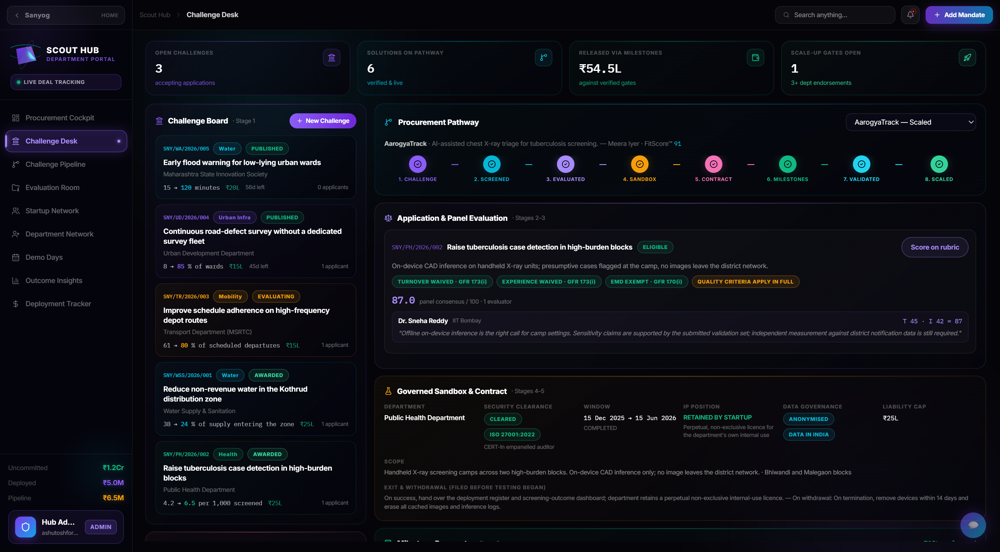 Sanyog HOME
SCOUT HUB
DEPARTMENT PORTAL
LIVE DEAL TRACKING
Procurement Cockpit
Challenge Desk
Challenge Pipeline
Evaluation Room
Startup Network
Department Network
Demo Days
Outcome Insights
Deployment Tracker
Uncommitted ₹1.2Cr
Deployed ₹5.0M
Pipeline ₹6.5M
Hub Ad...
ashutoshfor...
ADMIN
Scout Hub > Challenge Desk
Search anything...
+ Add Mandate
OPEN CHALLENGES
3
accepting applications
SOLUTIONS ON PATHWAY
6
verified & live
RELEASED VIA MILESTONES
₹54.5L
against verified gates
SCALE-UP GATES OPEN
1
3+ dept endorsements
Challenge Board · Stage 1
+ New Challenge
SNY/WA/2026/005 Water PUBLISHED
Early flood warning for low-lying urban wards
Maharashtra State Innovation Society
15 → 120 minutes ₹20L 56d left 0 applicants
SNY/UD/2026/004 Urban Infra PUBLISHED
Continuous road-defect survey without a dedicated
survey fleet
Urban Development Department
8 → 85 % of wards ₹15L 45d left 1 applicant
SNY/TR/2026/003 Mobility EVALUATING
Improve schedule adherence on high-frequency
depot routes
Transport Department (MSRTC)
61 → 80 % of scheduled departures ₹15L 1 applicant
SNY/WSS/2026/001 Water AWARDED
Reduce non-revenue water in the Kothrud
distribution zone
Water Supply & Sanitation
38 → 24 % of supply entering the zone ₹25L 1 applicant
SNY/PH/2026/002 Health AWARDED
Raise tuberculosis case detection in high-burden
blocks
Public Health Department
4.2 → 6.5 per 1,000 screened ₹25L 1 applicant
Procurement Pathway
AarogyaTrack — Scaled
AarogyaTrack · AI-assisted chest X-ray triage for tuberculosis screening. — Meera Iyer · FitScore™ 91
1. CHALLENGE
2. SCREENED
3. EVALUATED
4. SANDBOX
5. CONTRACT
6. MILESTONES
7. VALIDATED
8. SCALED
Application & Panel Evaluation · Stages 2–3
SNY/PH/2026/002 Raise tuberculosis case detection in high-burden blocks ELIGIBLE
Score on rubric
On-device CAD inference on handheld X-ray units; presumptive cases flagged at the camp, no images leave the district network.
TURNOVER WAIVED · GFR 173(i) EXPERIENCE WAIVED · GFR 173(i) EMD EXEMPT · GFR 170(i) QUALITY CRITERIA APPLY IN FULL
87.0 panel consensus / 100 · 1 evaluator
Dr. Sneha Reddy IIT Bombay T 45 · I 42 = 87
"Offline on-device inference is the right call for camp settings. Sensitivity claims are supported by the submitted validation set; independent measurement against district notification data is still required."
Governed Sandbox & Contract · Stages 4–5
DEPARTMENT
Public Health Department
SECURITY CLEARANCE
CLEARED
ISO 27001:2022
CERT-In empanelled auditor
WINDOW
15 Dec 2025 → 15 Jun 2026
COMPLETED
IP POSITION
RETAINED BY STARTUP
Perpetual, non-exclusive licence for
the department's own internal use
DATA GOVERNANCE
ANONYMISED
DATA IN INDIA
LIABILITY CAP
₹25L
SCOPE
Handheld X-ray screening camps across two high-burden blocks. On-device CAD inference only; no image leaves the district network. · Bhiwandi and Malegaon blocks
EXIT & WITHDRAWAL (FILED BEFORE TESTING BEGAN)
On success, hand over the deployment register and screening-outcome dashboard; department retains a perpetual non-exclusive internal-use licence. — On withdrawal: On termination, remove devices within 14 days and
erase all cached images and inference logs.